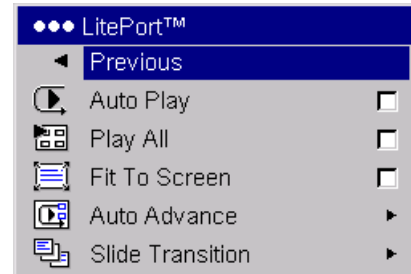 LitePort™
Previous
Auto Play
Play All
Fit To Screen
Auto Advance
Slide Transition